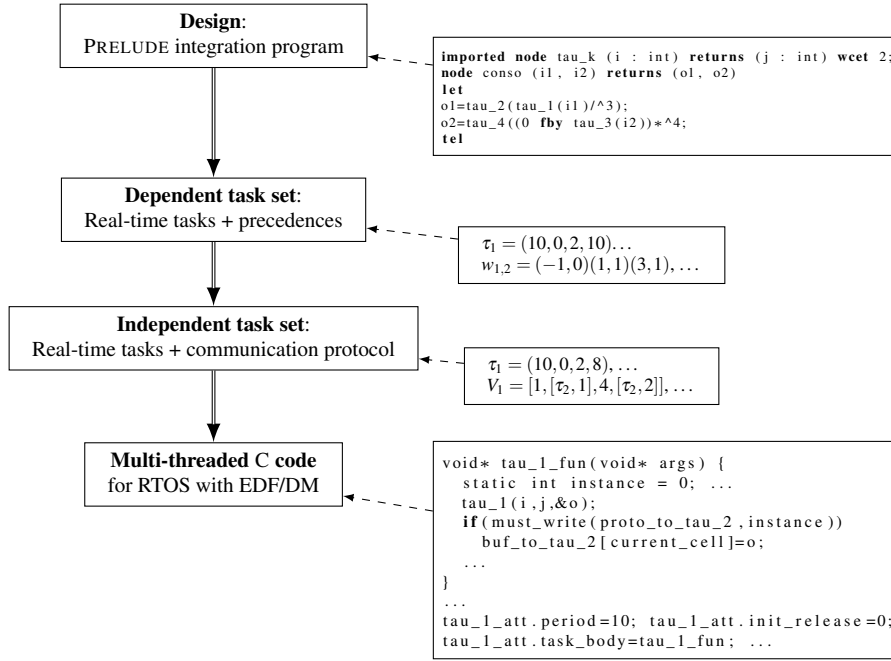 Design:
PRELUDE integration program
imported node tau_k (i : int) returns (j : int) wcet 2;
node conso (i1, i2) returns (o1, o2)
let
o1=tau_2(tau_1(i1)/^3);
o2=tau_4((0 fby tau_3(i2))*^4;
tel
Dependent task set:
Real-time tasks + precedences
τ1 = (10,0,2,10)...
w1,2 = (−1,0)(1,1)(3,1),...
Independent task set:
Real-time tasks + communication protocol
τ1 = (10,0,2,8),...
V1 = [1,[τ2,1],4,[τ2,2]],...
Multi-threaded C code
for RTOS with EDF/DM
void* tau_1_fun(void* args) {
static int instance = 0; ...
tau_1(i,j,&o);
if(must_write(proto_to_tau_2,instance))
buf_to_tau_2[current_cell]=o;
...
}
...
tau_1_att.period=10; tau_1_att.init_release=0;
tau_1_att.task_body=tau_1_fun; ...